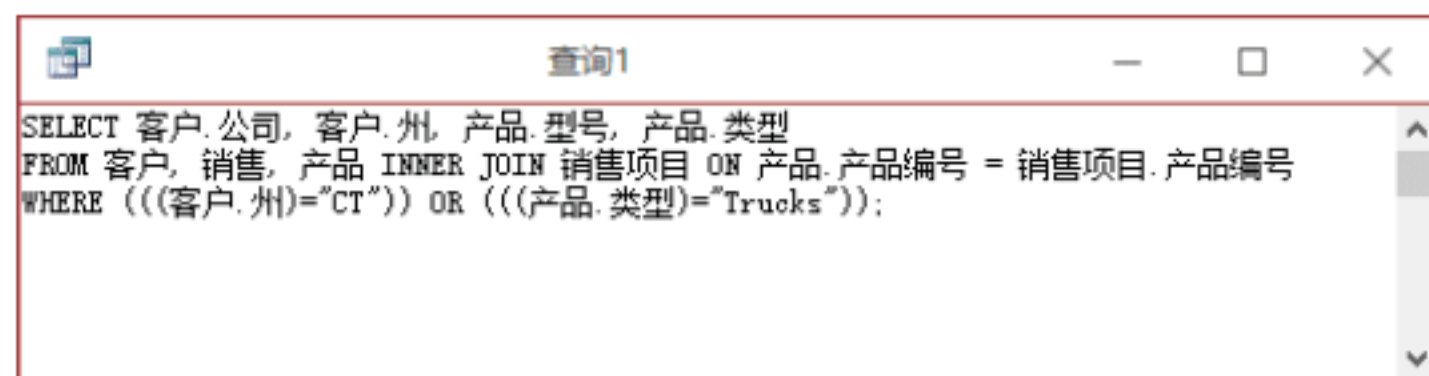 查询1
SELECT 客户.公司, 客户.州, 产品.型号, 产品.类型
FROM 客户, 销售, 产品 INNER JOIN 销售项目 ON 产品.产品编号 = 销售项目.产品编号
WHERE (((客户.州)="CT")) OR (((产品.类型)="Trucks"));